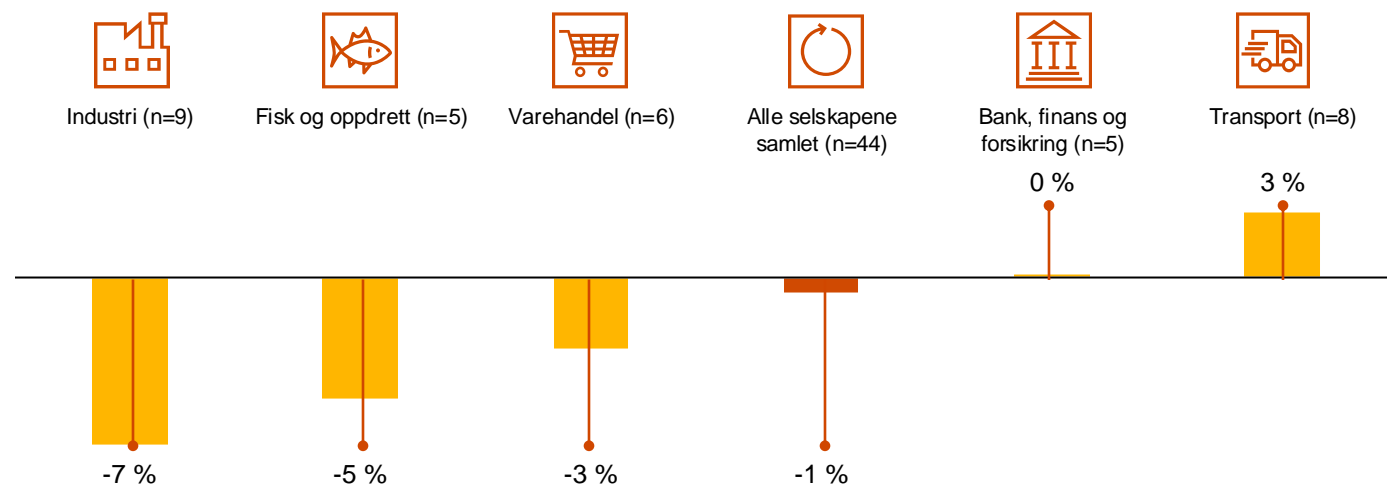 Industri (n=9)
Fisk og oppdrett (n=5)
Varehandel (n=6)
Alle selskapene
samlet (n=44)
Bank, finans og
forsikring (n=5)
Transport (n=8)
0 %
3 %
-7 %
-5 %
-3 %
-1 %